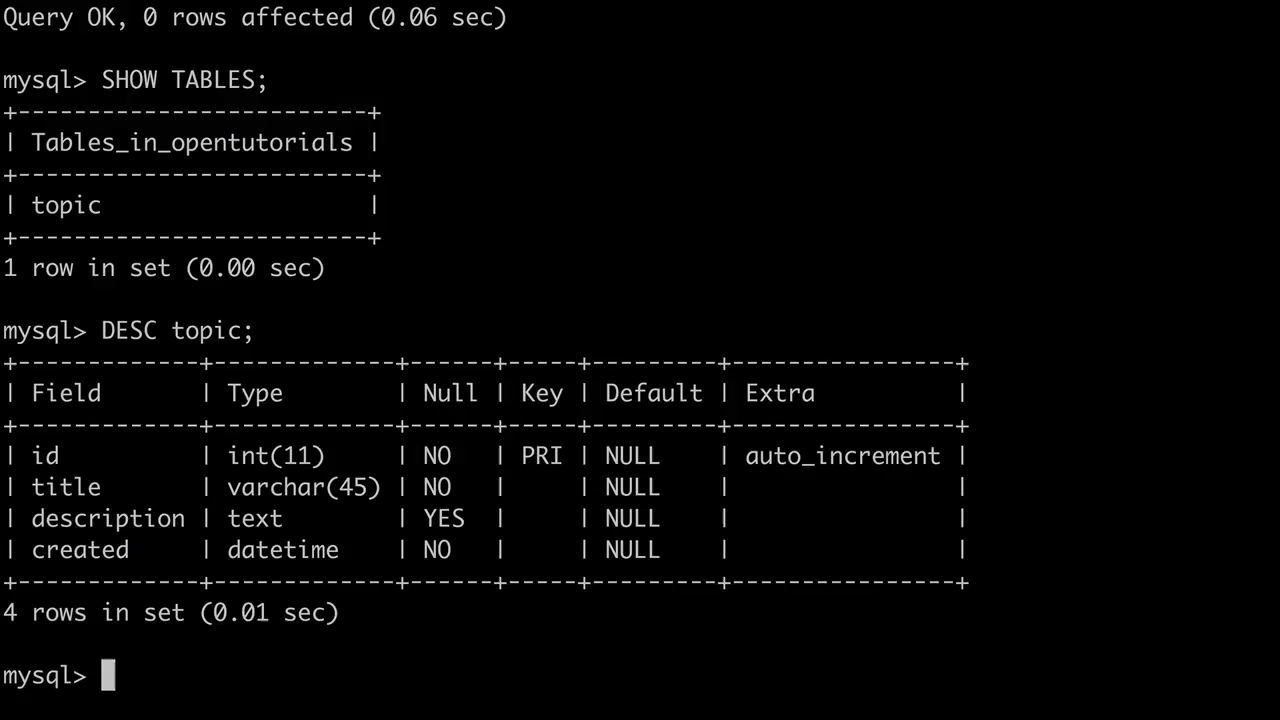 Query OK, 0 rows affected (0.06 sec)
mysql> SHOW TABLES;
+-------------------------+
| Tables_in_opentutorials |
+-------------------------+
| topic                   |
+-------------------------+
1 row in set (0.00 sec)
mysql> DESC topic;
+-------------+-------------+------+-----+---------+----------------+
| Field       | Type        | Null | Key | Default | Extra          |
+-------------+-------------+------+-----+---------+----------------+
| id          | int(11)     | NO   | PRI | NULL    | auto_increment |
| title       | varchar(45) | NO   |     | NULL    |                |
| description | text        | YES  |     | NULL    |                |
| created     | datetime    | NO   |     | NULL    |                |
+-------------+-------------+------+-----+---------+----------------+
4 rows in set (0.01 sec)
mysql>